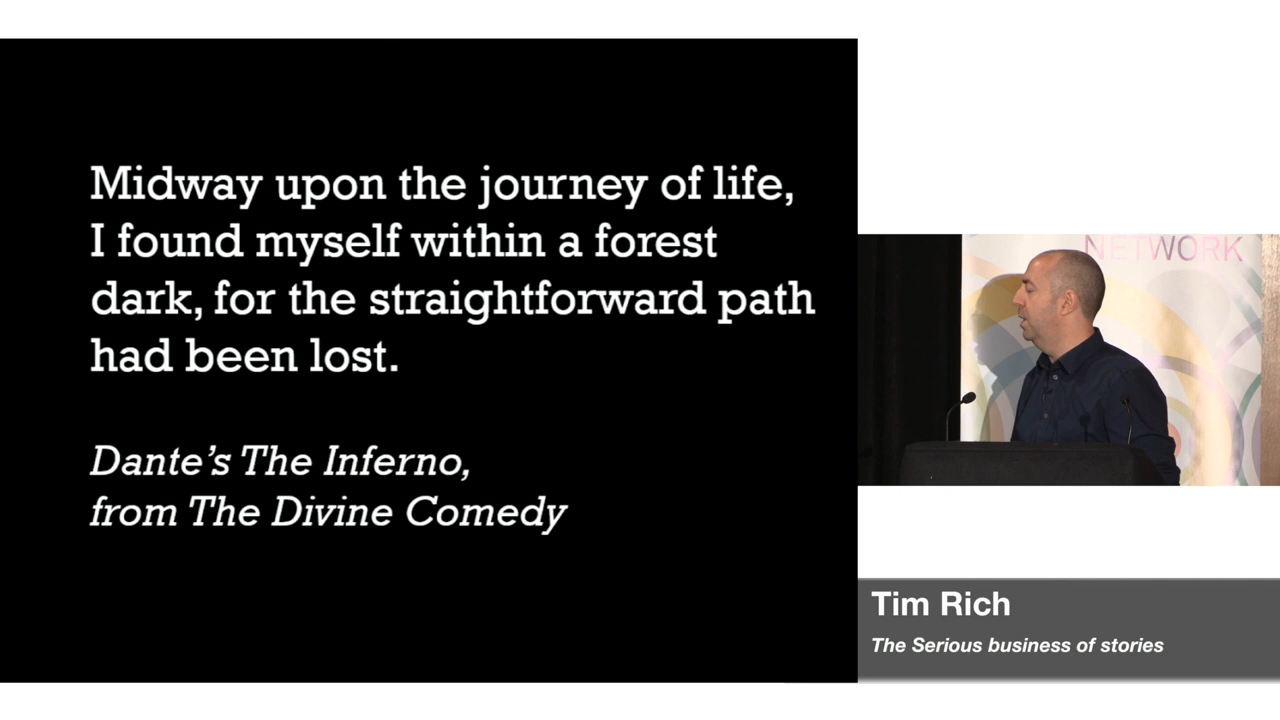 Midway upon the journey of life,
I found myself within a forest
dark, for the straightforward path
had been lost.
Dante’s The Inferno,
from The Divine Comedy
NETWORK
Tim Rich
The Serious business of stories